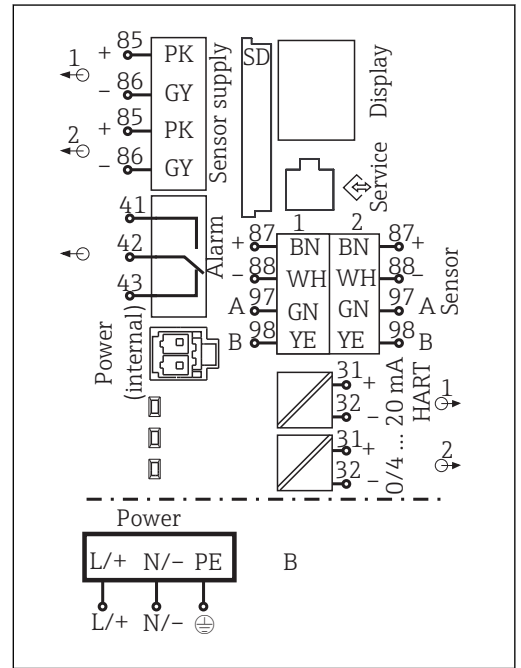 1 + 85 PK
- 86 GY
2 + 85 PK
- 86 GY
Sensor supply
SD
Display
Service
41
42
43
Alarm
1 2
+ 87 BN BN 87 +
- 88 WH WH 88 -
A 97 GN GN 97 A
B 98 YE YE 98 B
Sensor
Power
(internal)
31 +
32 -
31 +
32 -
0/4 ... 20 mA
HART
1
2
Power
L/+ N/- PE
B
L/+ N/-